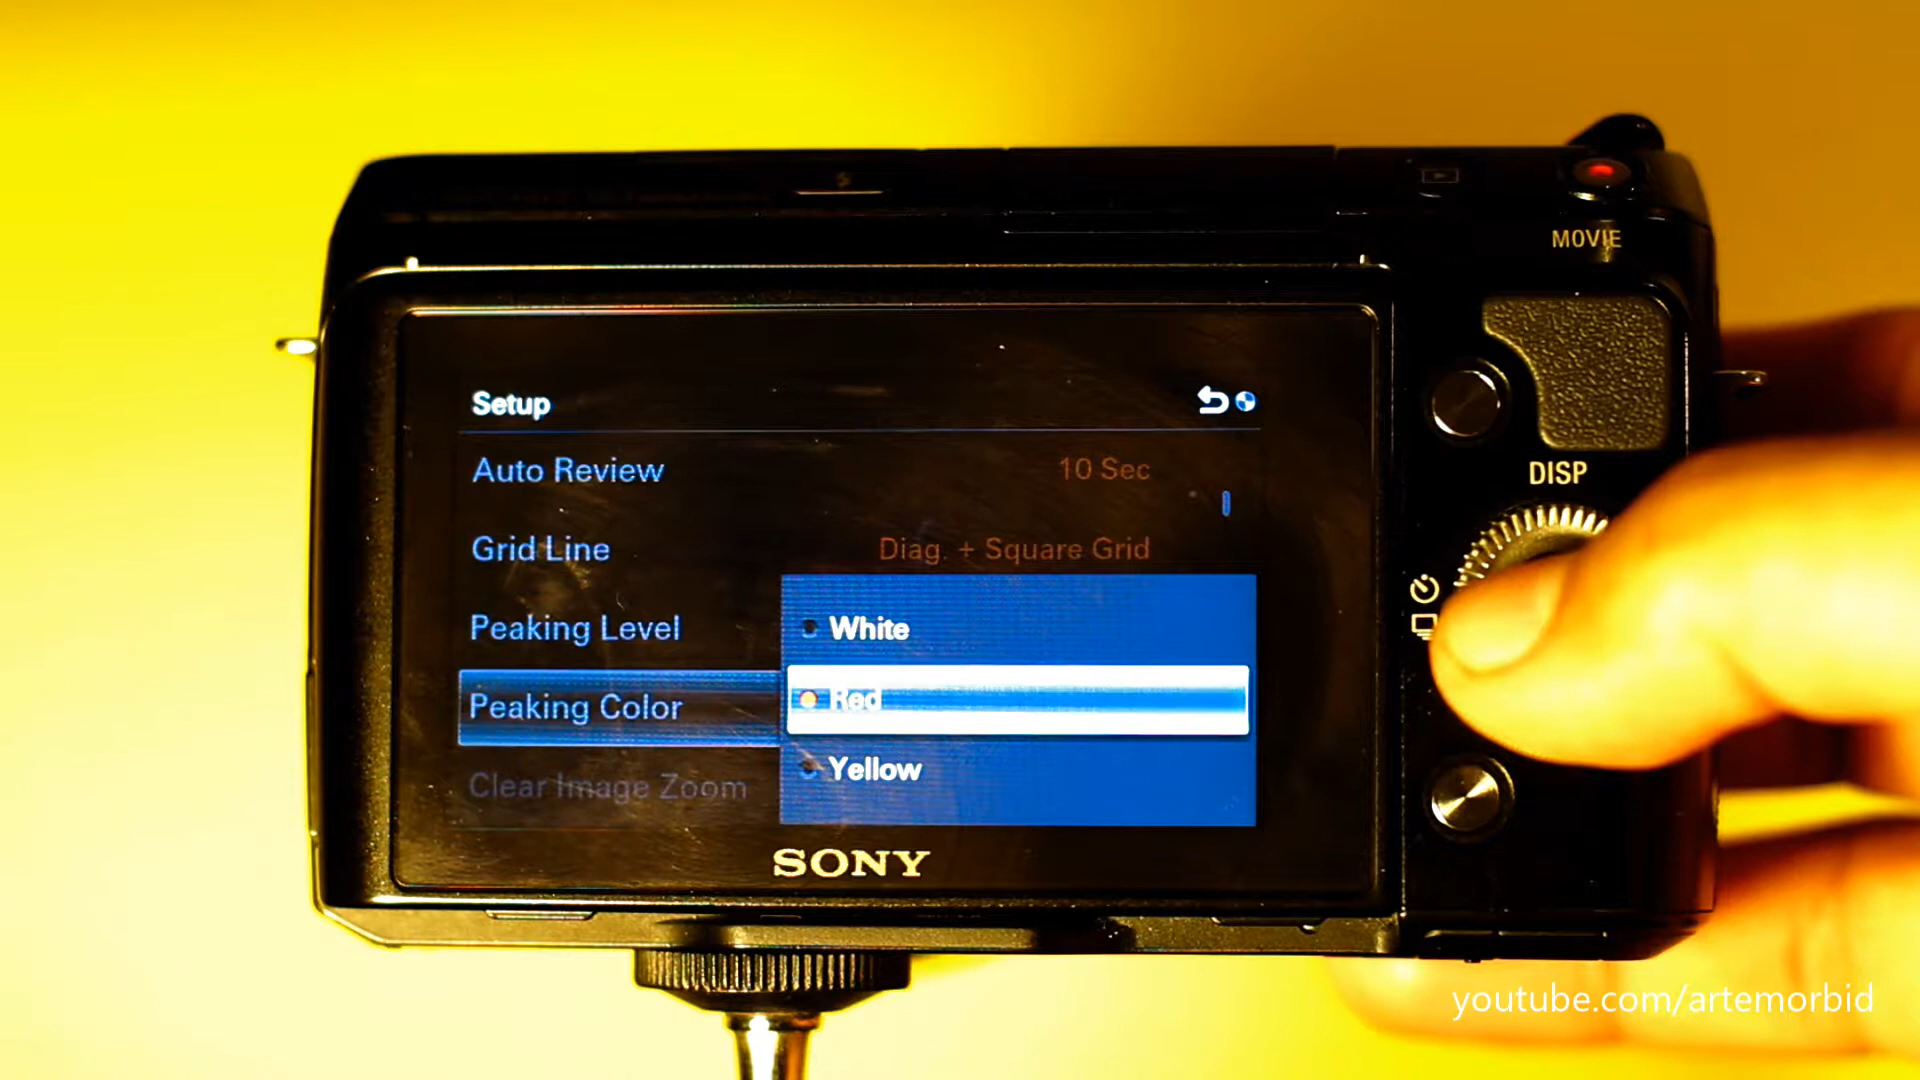 MOVIE
Setup
Auto Review 10 Sec
DISP
Grid Line Diag. + Square Grid
Peaking Level White
Peaking Color Red
Clear Image Zoom Yellow
SONY
youtube.com/artemorbid